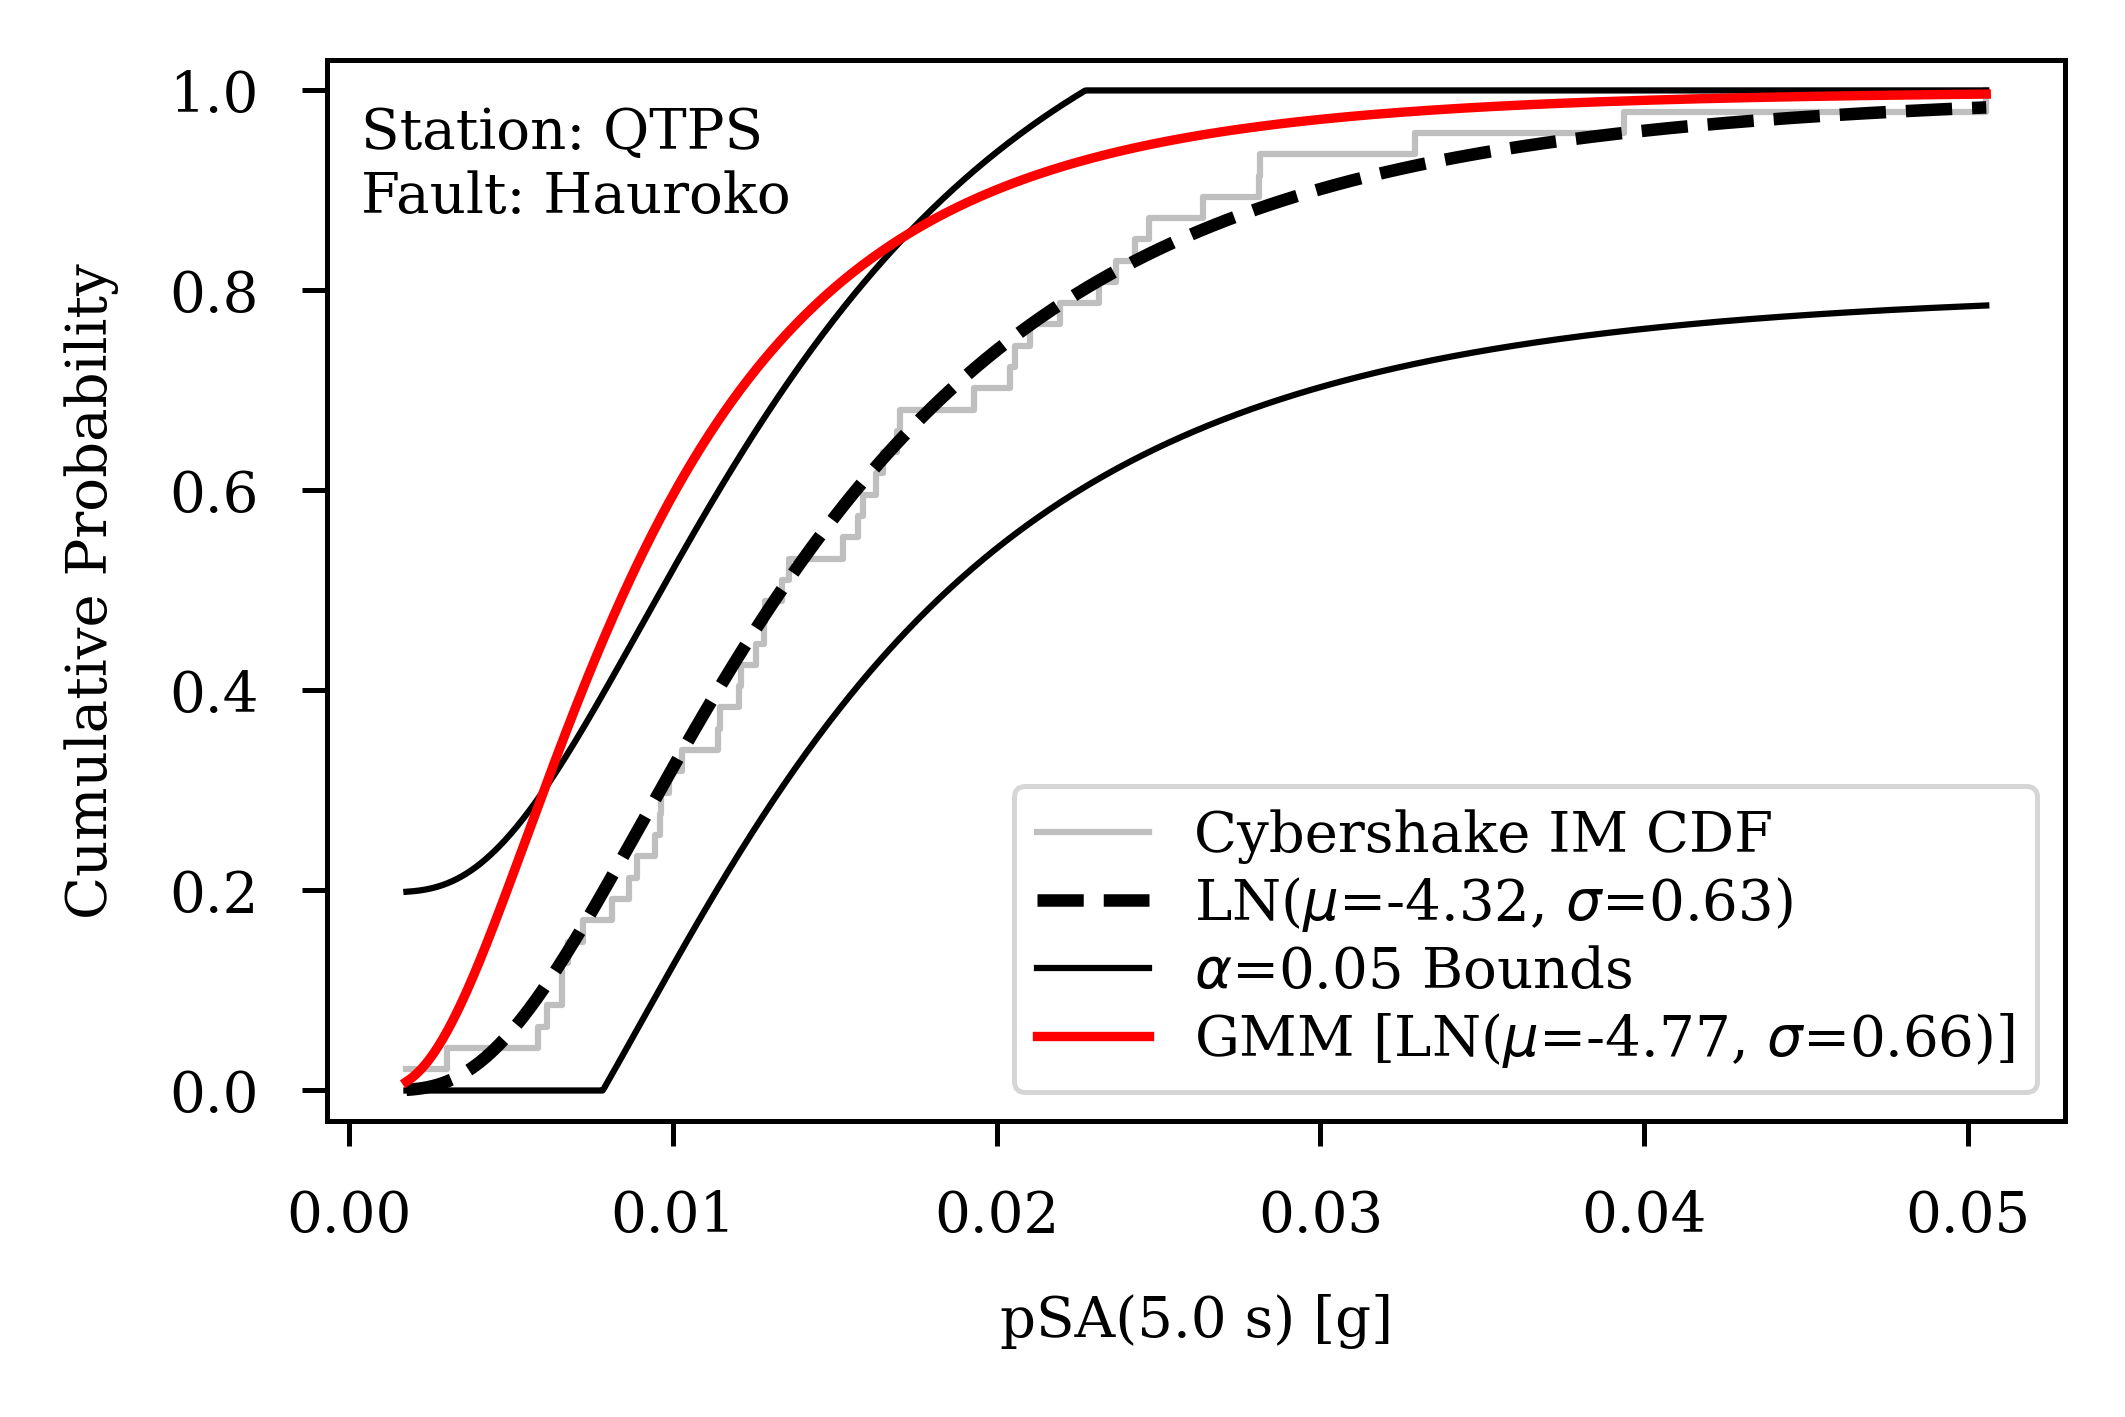 Station: QTPS
Fault: Hauroko
Cumulative Probability
1.0
0.8
0.6
0.4
0.2
0.0
Cybershake IM CDF
LN(μ=-4.32, σ=0.63)
α=0.05 Bounds
GMM [LN(μ=-4.77, σ=0.66)]
0.00 0.01 0.02 0.03 0.04 0.05
pSA(5.0 s) [g]